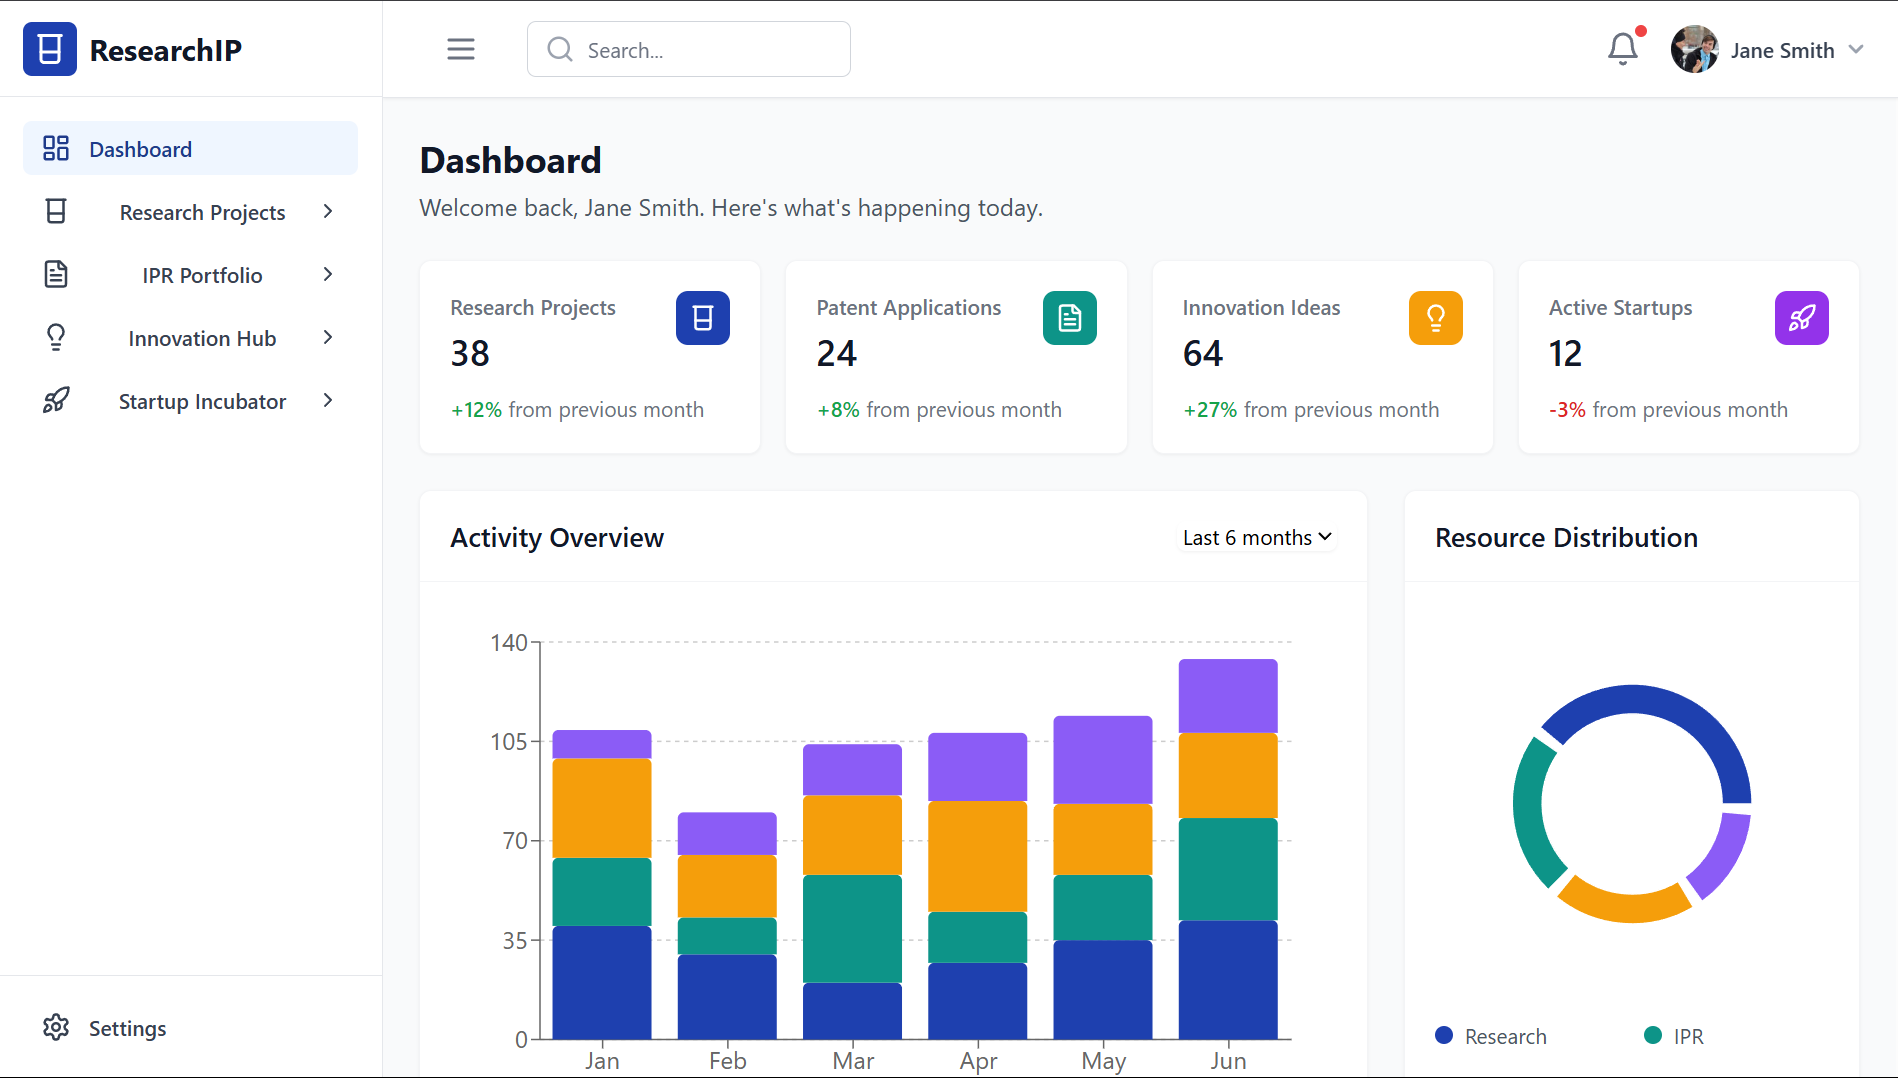 ResearchIP
Search...
Jane Smith
Dashboard
Research Projects
IPR Portfolio
Innovation Hub
Startup Incubator
Settings
Dashboard
Welcome back, Jane Smith. Here's what's happening today.
Research Projects
38
+12% from previous month
Patent Applications
24
+8% from previous month
Innovation Ideas
64
+27% from previous month
Active Startups
12
-3% from previous month
Activity Overview
Last 6 months
140
105
70
35
0
Jan Feb Mar Apr May Jun
Resource Distribution
Research IPR